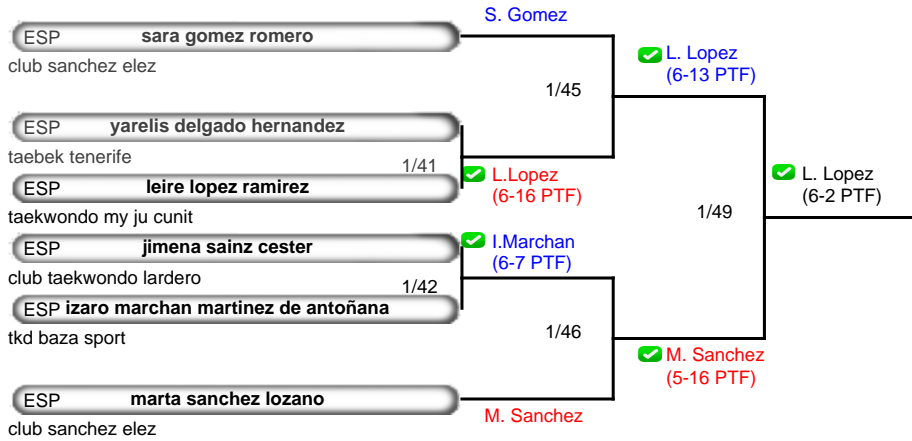 S. Gomez
ESP sara gomez romero
club sanchez elez
L. Lopez
(6-13 PTF)
1/45
ESP yarelis delgado hernandez
taebek tenerife
1/41
L.Lopez
(6-16 PTF)
ESP leire lopez ramirez
taekwondo my ju cunit
L. Lopez
(6-2 PTF)
1/49
ESP jimena sainz cester
club taekwondo lardero
I.Marchan
(6-7 PTF)
1/42
ESP izaro marchan martinez de antoñana
tkd baza sport
1/46
M. Sanchez
(5-16 PTF)
ESP marta sanchez lozano
club sanchez elez
M. Sanchez